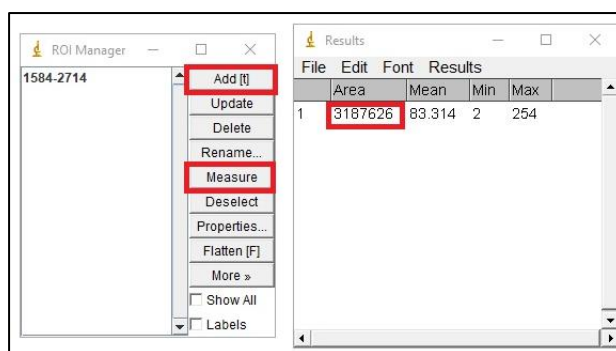 ROI Manager
1584-2714
Add [t]
Update
Delete
Rename...
Measure
Deselect
Properties...
Flatten [F]
More »
Show All
Labels
Results
File Edit Font Results
Area Mean Min Max
1 3187626 83.314 2 254